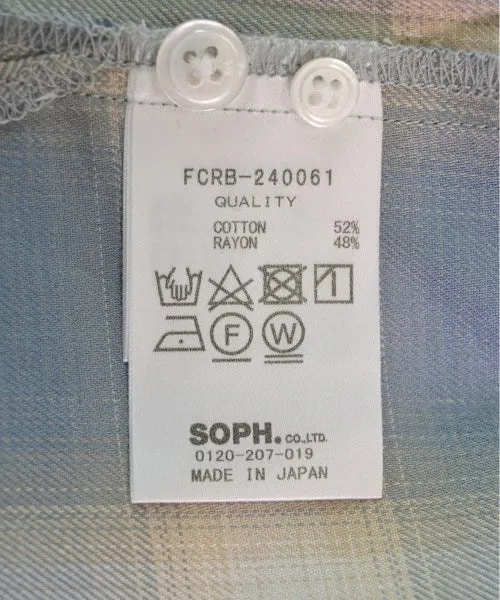 FCRB-240061
QUALITY
COTTON 52%
RAYON 48%
F W
SOPH. CO.,LTD.
0120-207-019
MADE IN JAPAN